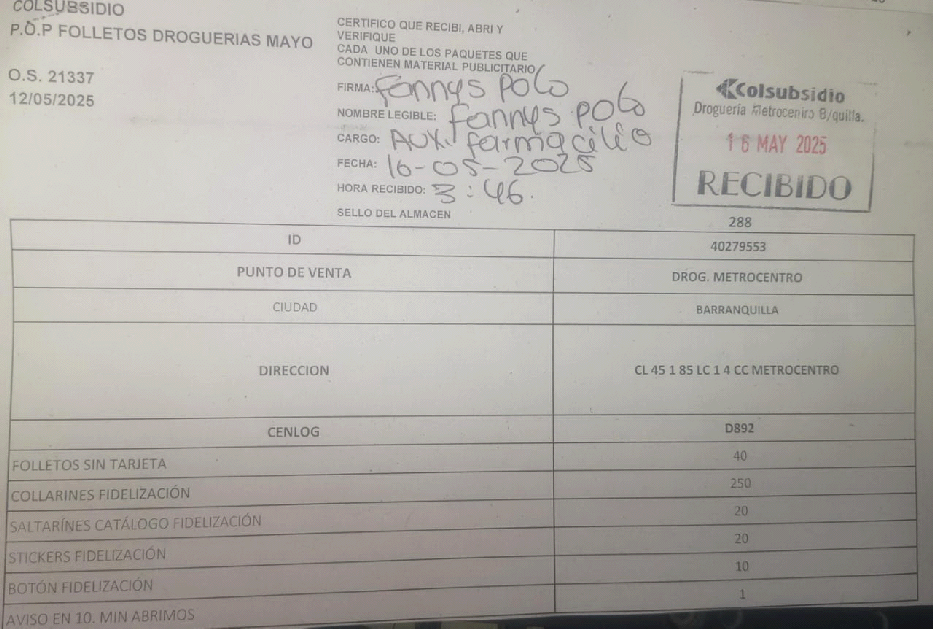 COLSUBSIDIO
P.O.P FOLLETOS DROGUERIAS MAYO
O.S. 21337
12/05/2025
CERTIFICO QUE RECIBI, ABRI Y
VERIFIQUE
CADA UNO DE LOS PAQUETES QUE
CONTIENEN MATERIAL PUBLICITARIO
FIRMA: Fannys Polo
NOMBRE LEGIBLE: Fannys polo
CARGO: AUX. farmacilio
FECHA: 16-05-2025
HORA RECIBIDO: 3:46.
SELLO DEL ALMACEN
Colsubsidio
Droguería Metrocentro B/quilla.
16 MAY 2025
RECIBIDO
288
ID 40279553
PUNTO DE VENTA DROG. METROCENTRO
CIUDAD BARRANQUILLA
DIRECCION CL 45 1 85 LC 1 4 CC METROCENTRO
CENLOG D892
FOLLETOS SIN TARJETA 40
COLLARINES FIDELIZACIÓN 250
SALTARÍNES CATÁLOGO FIDELIZACIÓN 20
STICKERS FIDELIZACIÓN 20
BOTÓN FIDELIZACIÓN 10
AVISO EN 10. MIN ABRIMOS 1